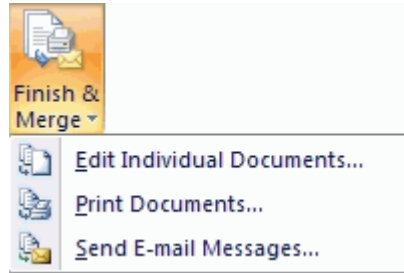 Finish &
Merge
Edit Individual Documents...
Print Documents...
Send E-mail Messages...